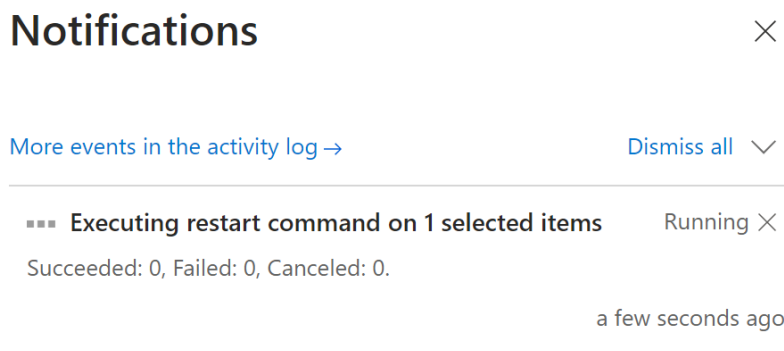 Notifications
More events in the activity log → Dismiss all
Executing restart command on 1 selected items Running
Succeeded: 0, Failed: 0, Canceled: 0.
a few seconds ago